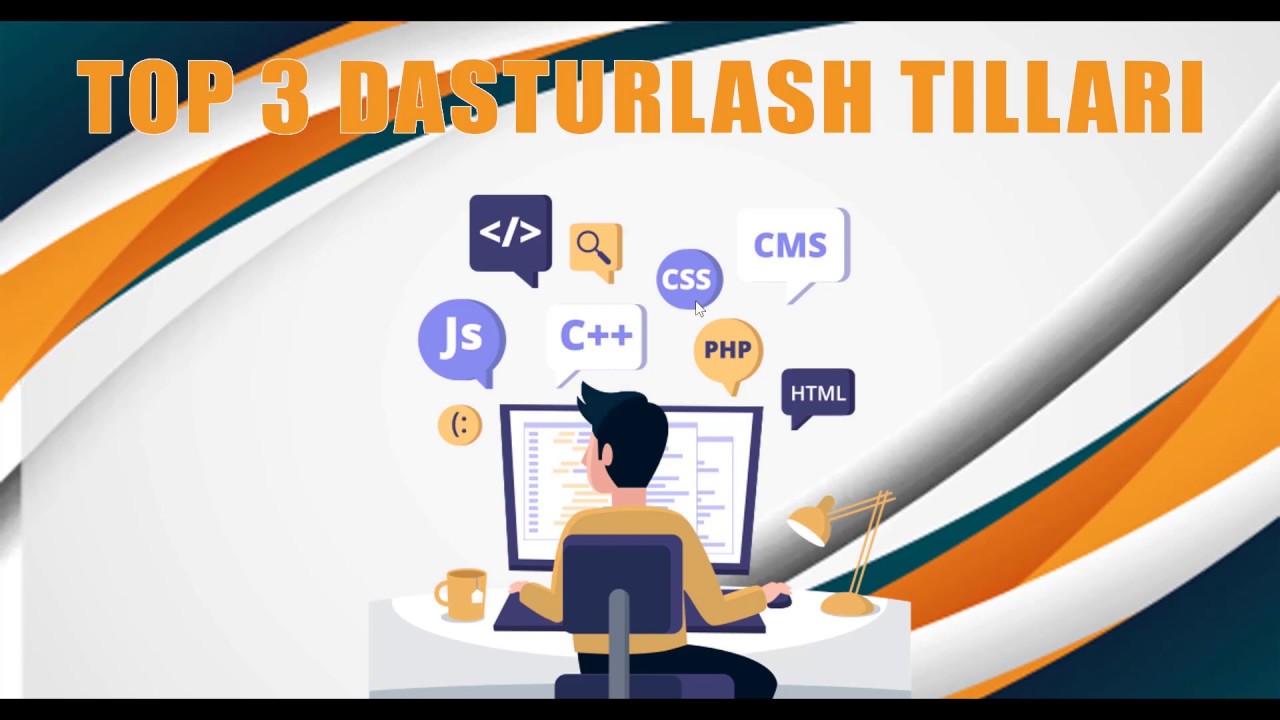 TOP 3 DASTURLASH TILLARI
</>
CMS
CSS
Js
C++
PHP
HTML
(: